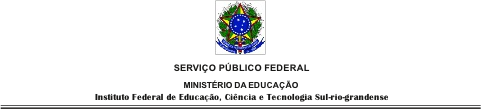 SERVIÇO PÚBLICO FEDERAL
MINISTÉRIO DA EDUCAÇÃO
Instituto Federal de Educação, Ciência e Tecnologia Sul-rio-grandense